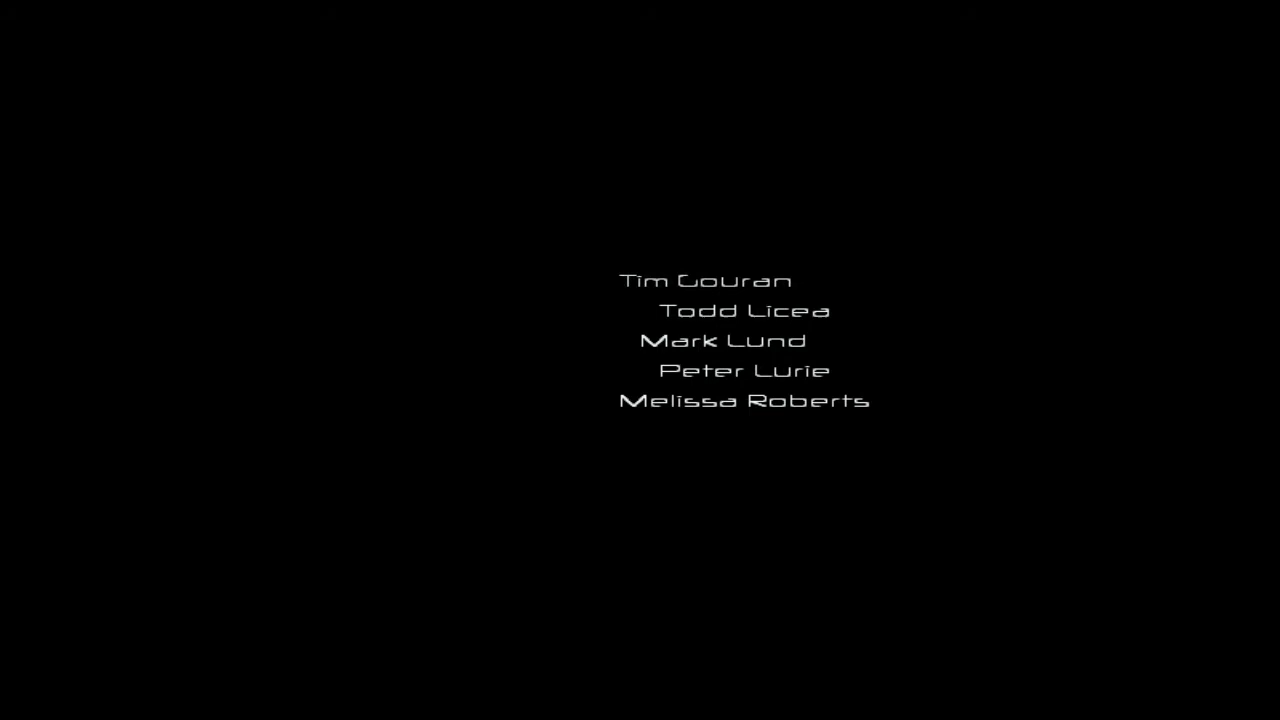 Tim Gouran
Todd Licea
Mark Lund
Peter Lurie
Melissa Roberts